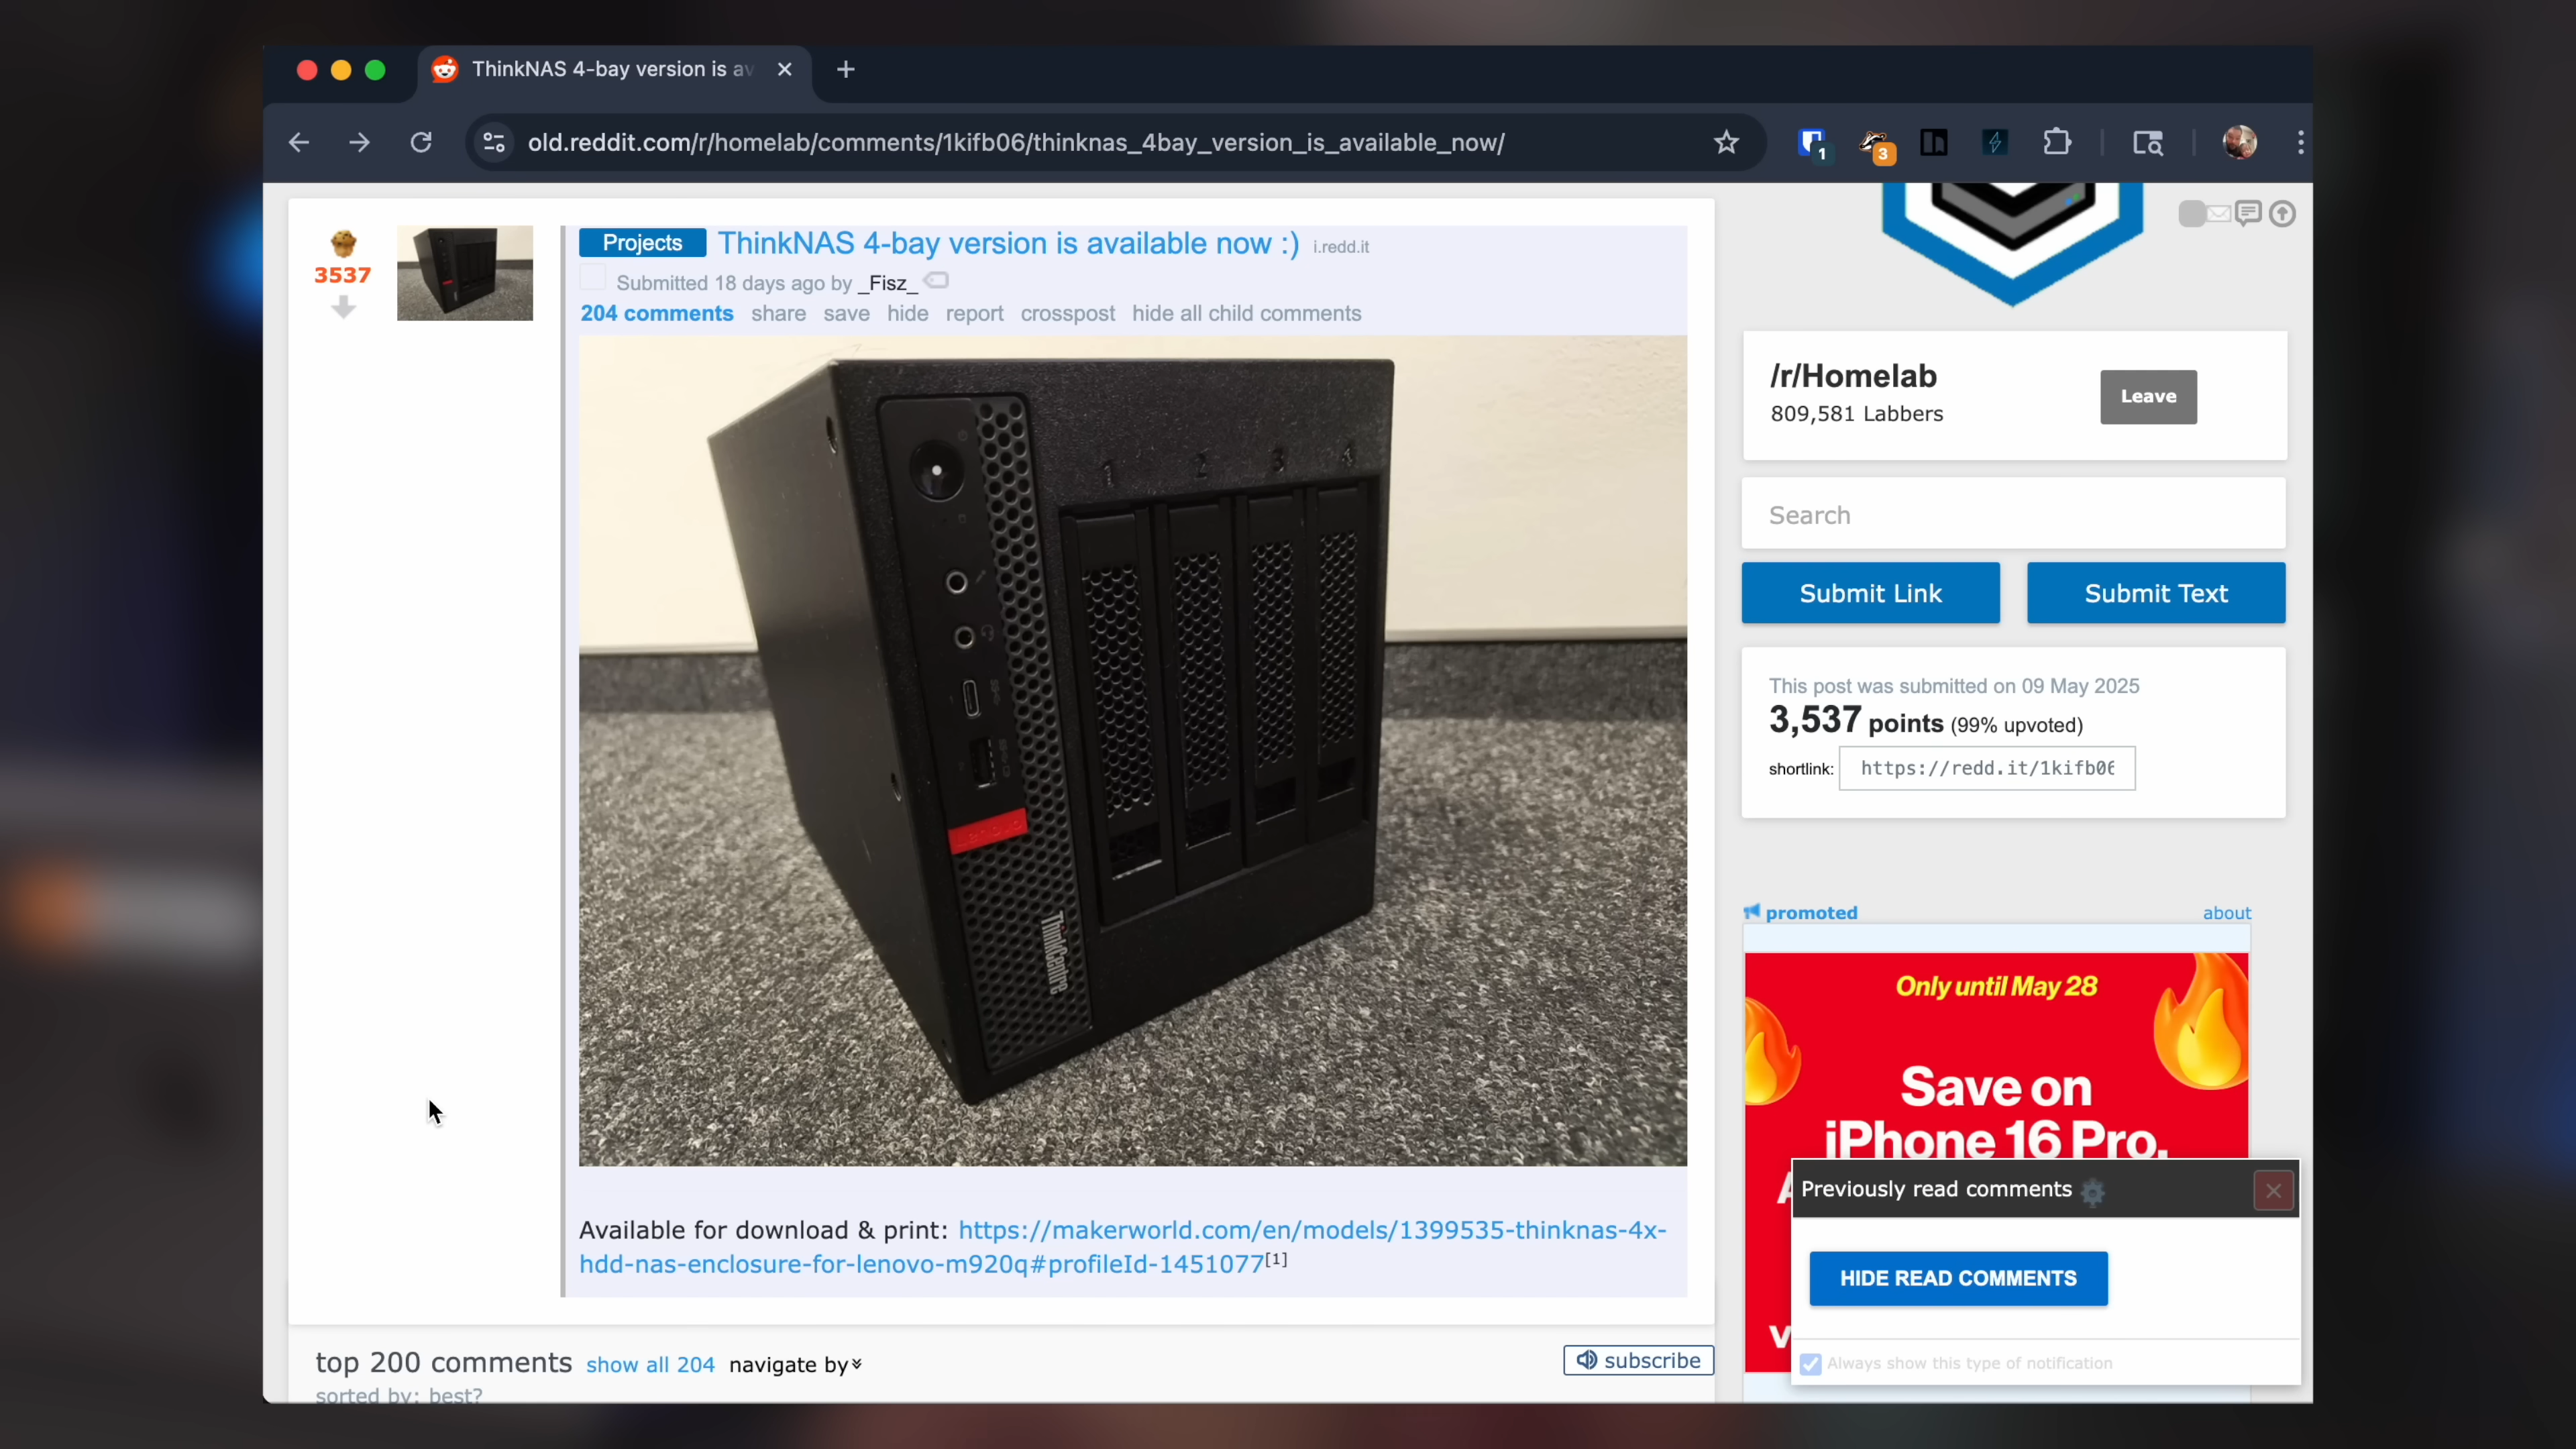 ThinkNAS 4-bay version is av
old.reddit.com/r/homelab/comments/1kifb06/thinknas_4bay_version_is_available_now/
1
3
3537
Projects ThinkNAS 4-bay version is available now :) i.redd.it
Submitted 18 days ago by _Fisz_
204 comments share save hide report crosspost hide all child comments
1 2 3 4
Lenovo
ThinkCentre
Available for download & print: https://makerworld.com/en/models/1399535-thinknas-4x-
hdd-nas-enclosure-for-lenovo-m920q#profileId-1451077[1]
top 200 comments show all 204 navigate by
subscribe
sorted by: best?
/r/Homelab
809,581 Labbers
Leave
Search
Submit Link
Submit Text
This post was submitted on 09 May 2025
3,537 points (99% upvoted)
shortlink: https://redd.it/1kifb06
promoted
about
Only until May 28
Save on
iPhone 16 Pro.
Previously read comments
HIDE READ COMMENTS
Always show this type of notification